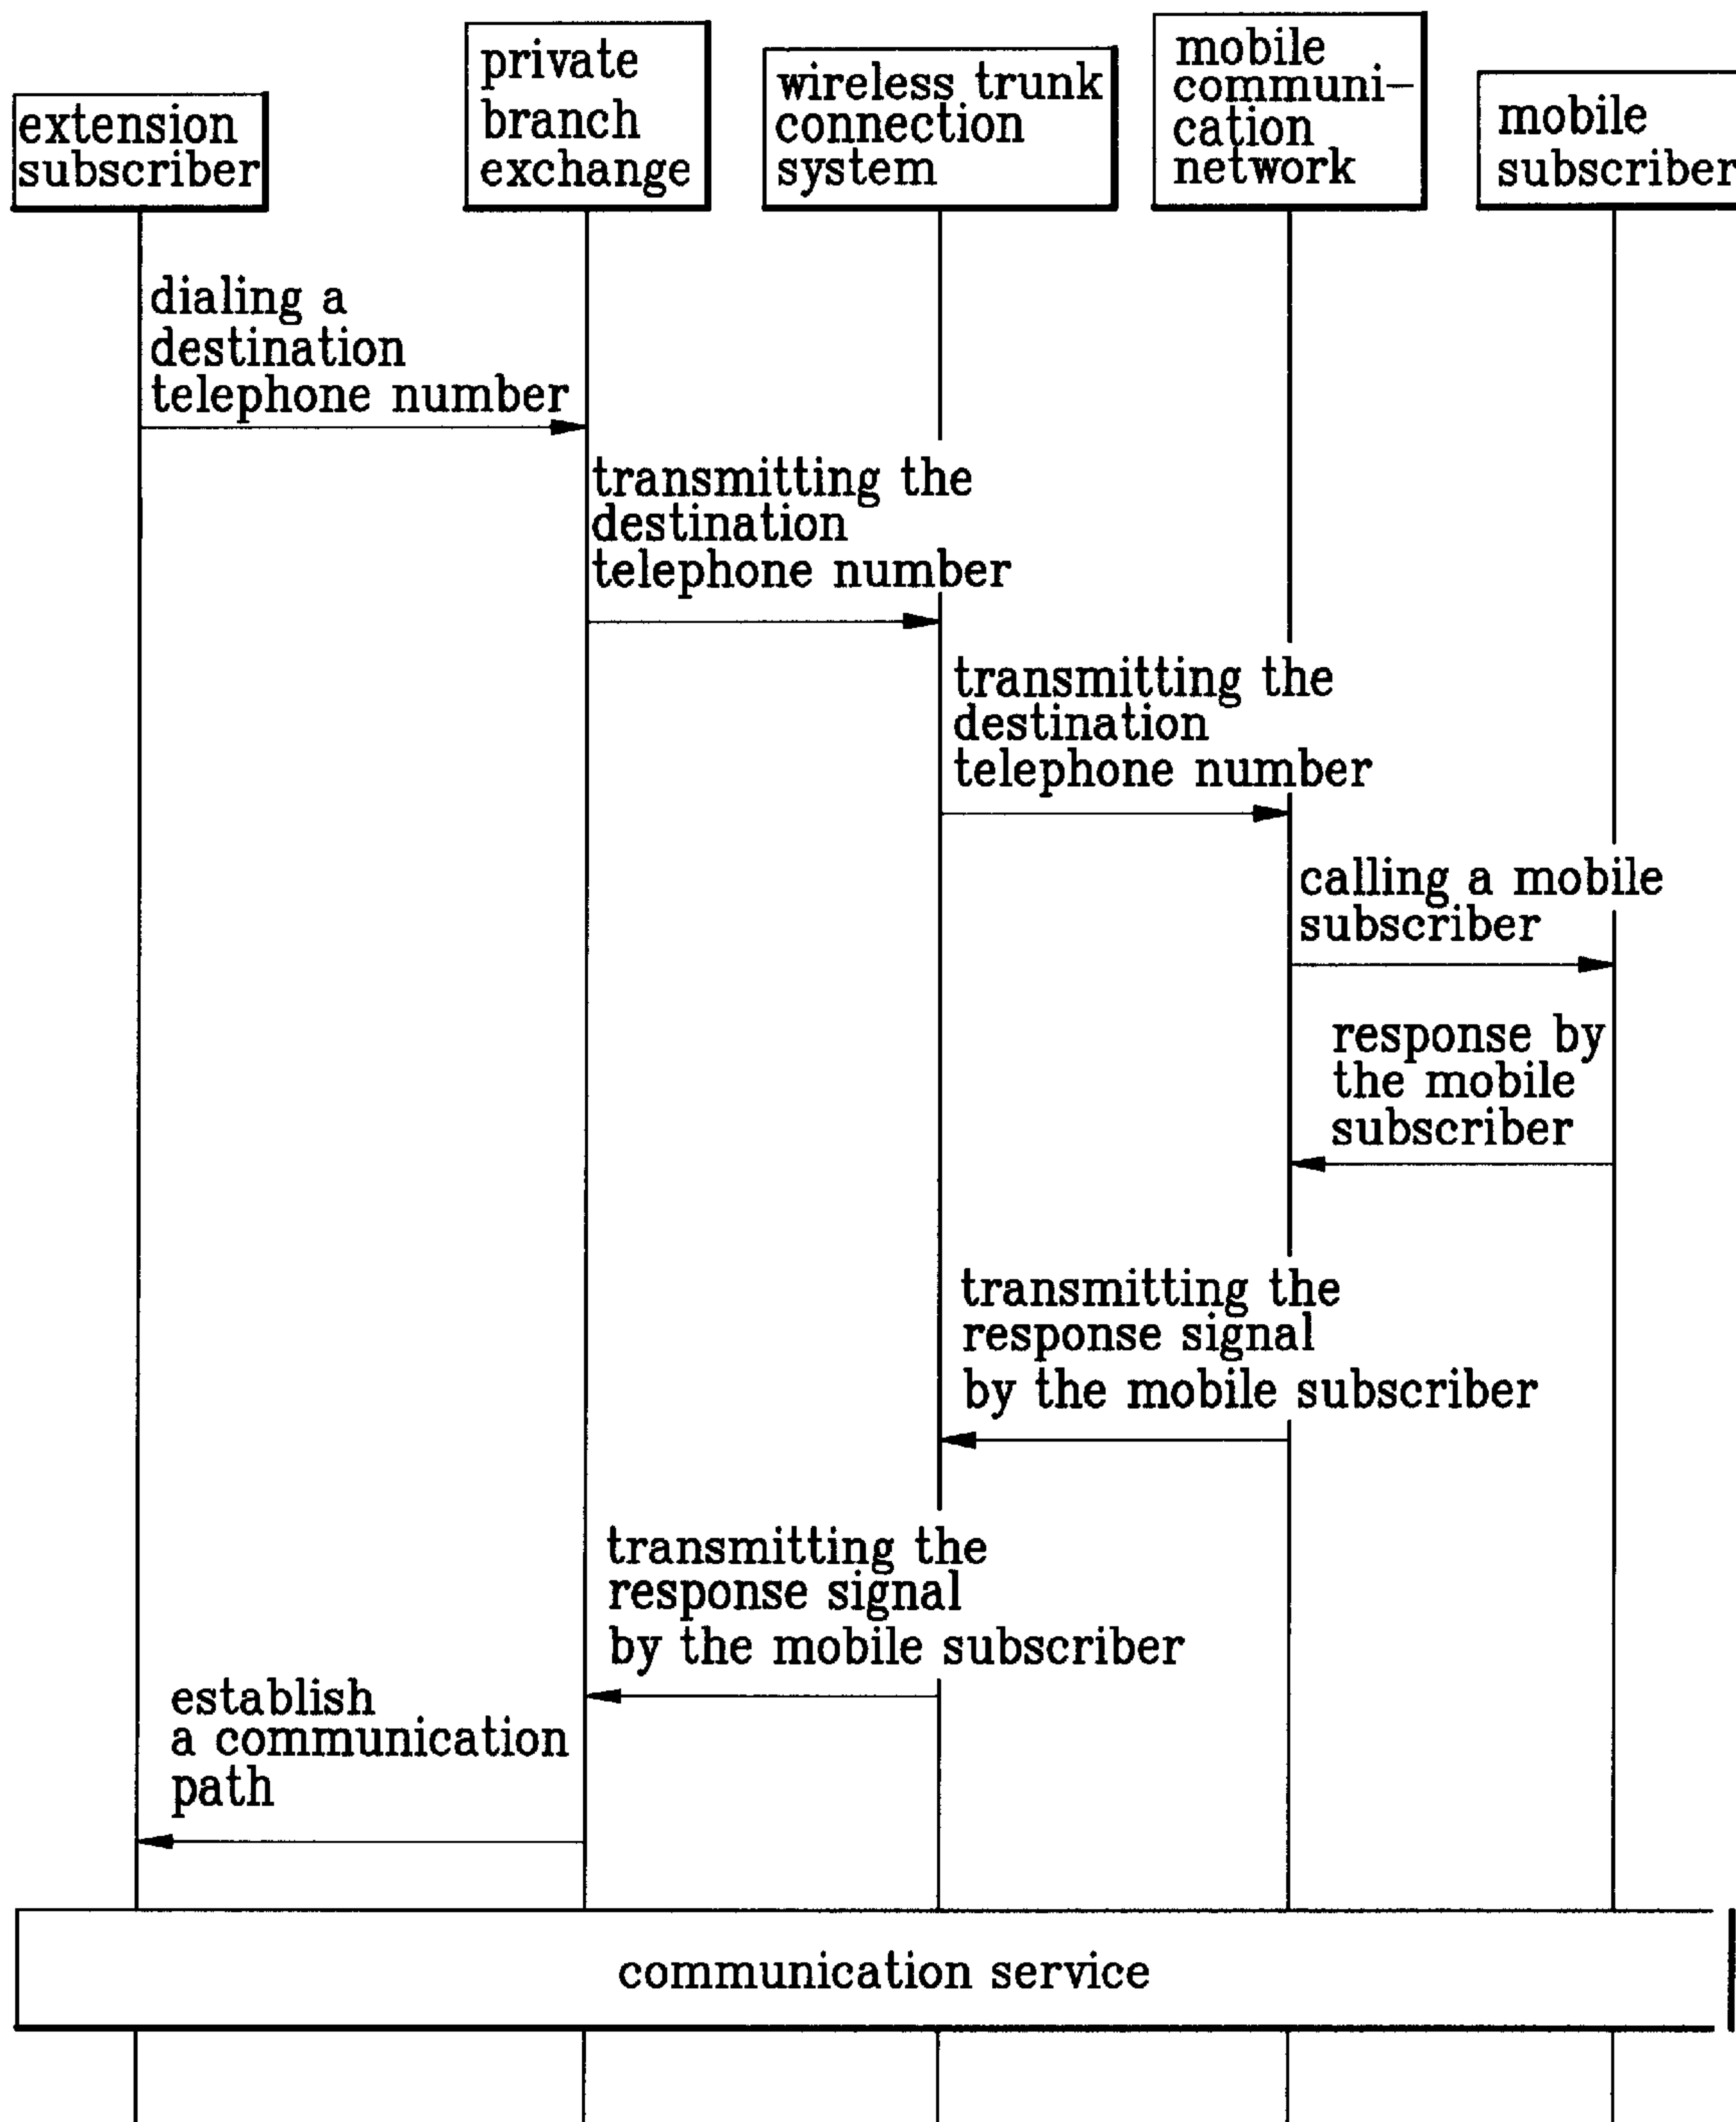 extension
subscriber
private
branch
exchange
wireless trunk
connection
system
mobile
communi-
cation
network
mobile
subscriber
dialing a
destination
telephone number
transmitting the
destination
telephone number
transmitting the
destination
telephone number
calling a mobile
subscriber
response by
the mobile
subscriber
transmitting the
response signal
by the mobile subscriber
transmitting the
response signal
by the mobile subscriber
establish
a communication
path
communication service